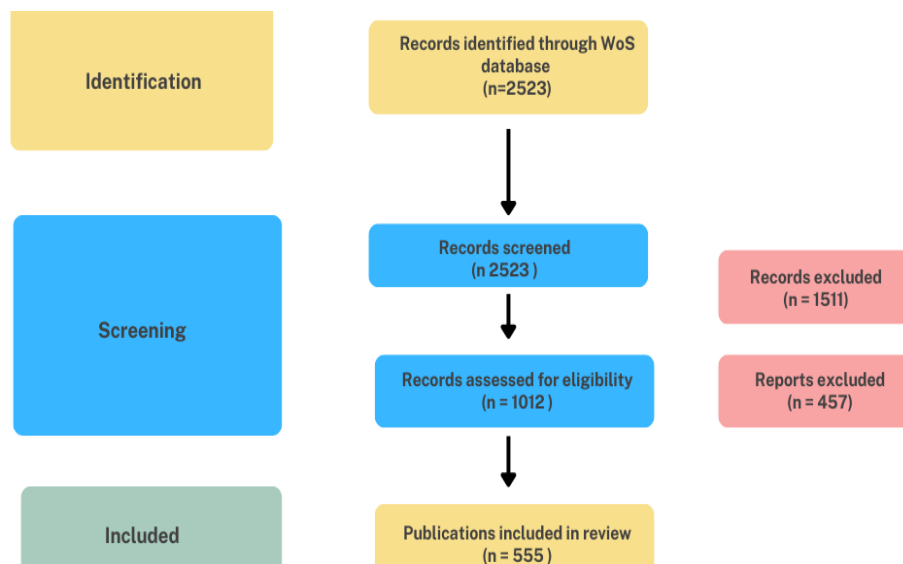 Identification
Records identified through WoS
database
(n=2523)
Screening
Records screened
(n 2523 )
Records excluded
(n = 1511)
Records assessed for eligibility
(n = 1012 )
Reports excluded
(n = 457)
Included
Publications included in review
(n = 555 )